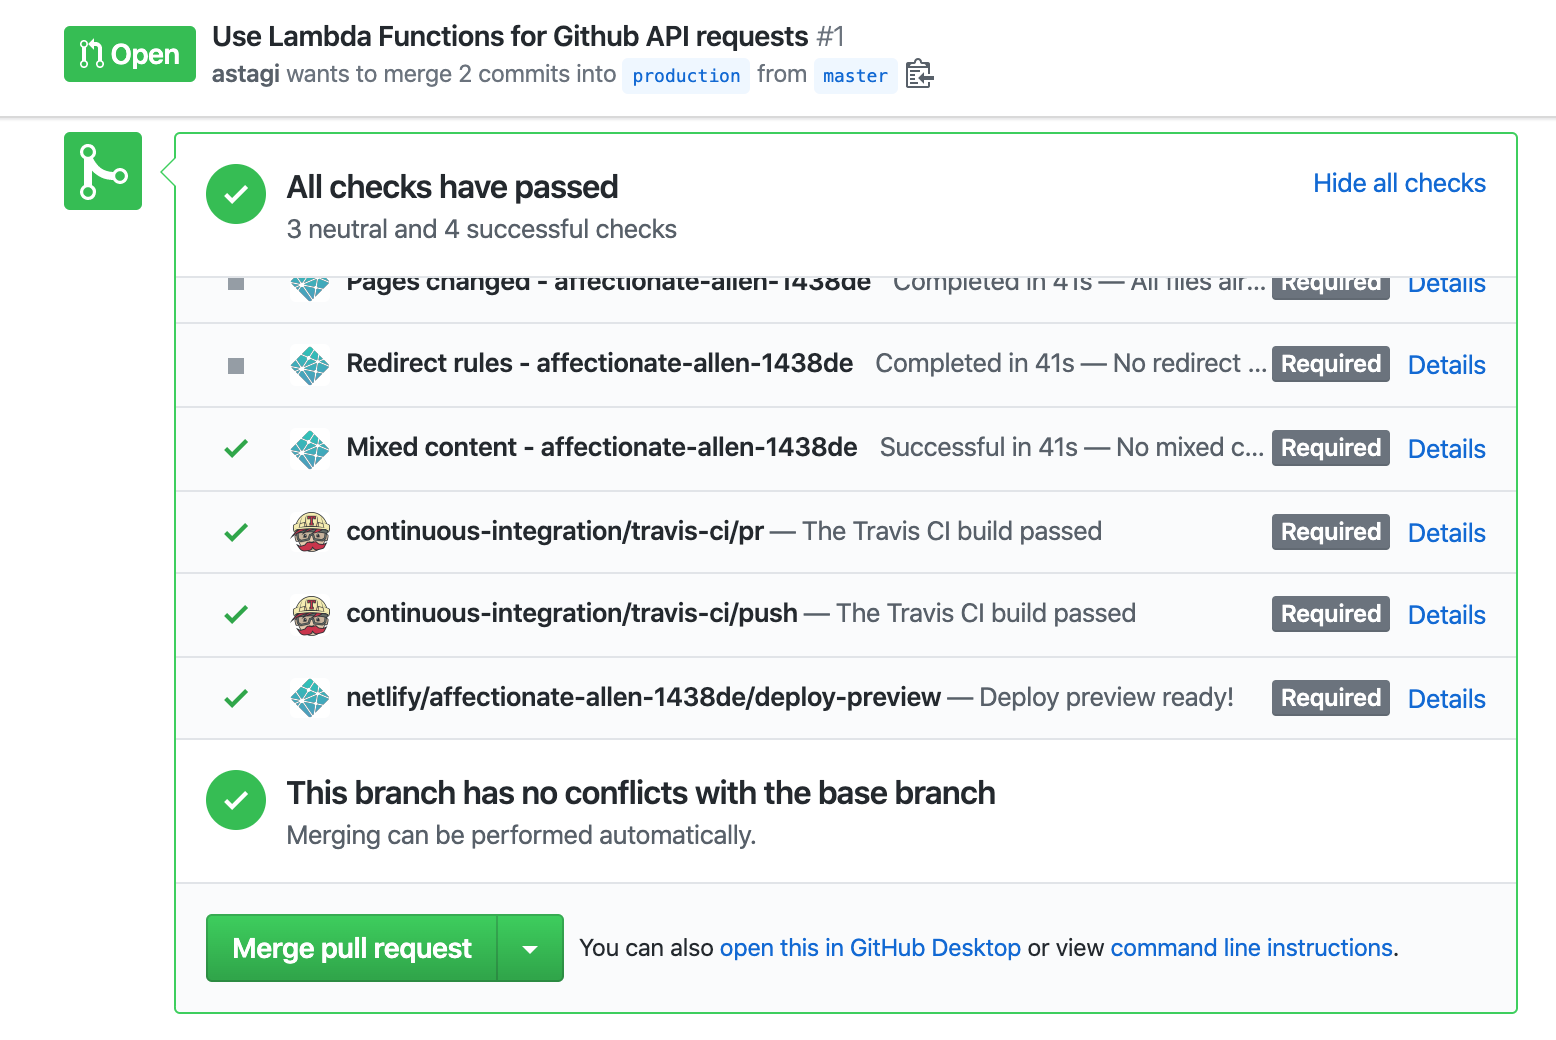 Open
Use Lambda Functions for Github API requests #1
astagi wants to merge 2 commits into production from master
All checks have passed
Hide all checks
3 neutral and 4 successful checks
Pages changed - affectionate-allen-1438de Completed in 41s — All files alr... Required Details
Redirect rules - affectionate-allen-1438de Completed in 41s — No redirect ... Required Details
Mixed content - affectionate-allen-1438de Successful in 41s — No mixed c... Required Details
continuous-integration/travis-ci/pr — The Travis CI build passed Required Details
continuous-integration/travis-ci/push — The Travis CI build passed Required Details
netlify/affectionate-allen-1438de/deploy-preview — Deploy preview ready! Required Details
This branch has no conflicts with the base branch
Merging can be performed automatically.
Merge pull request You can also open this in GitHub Desktop or view command line instructions.